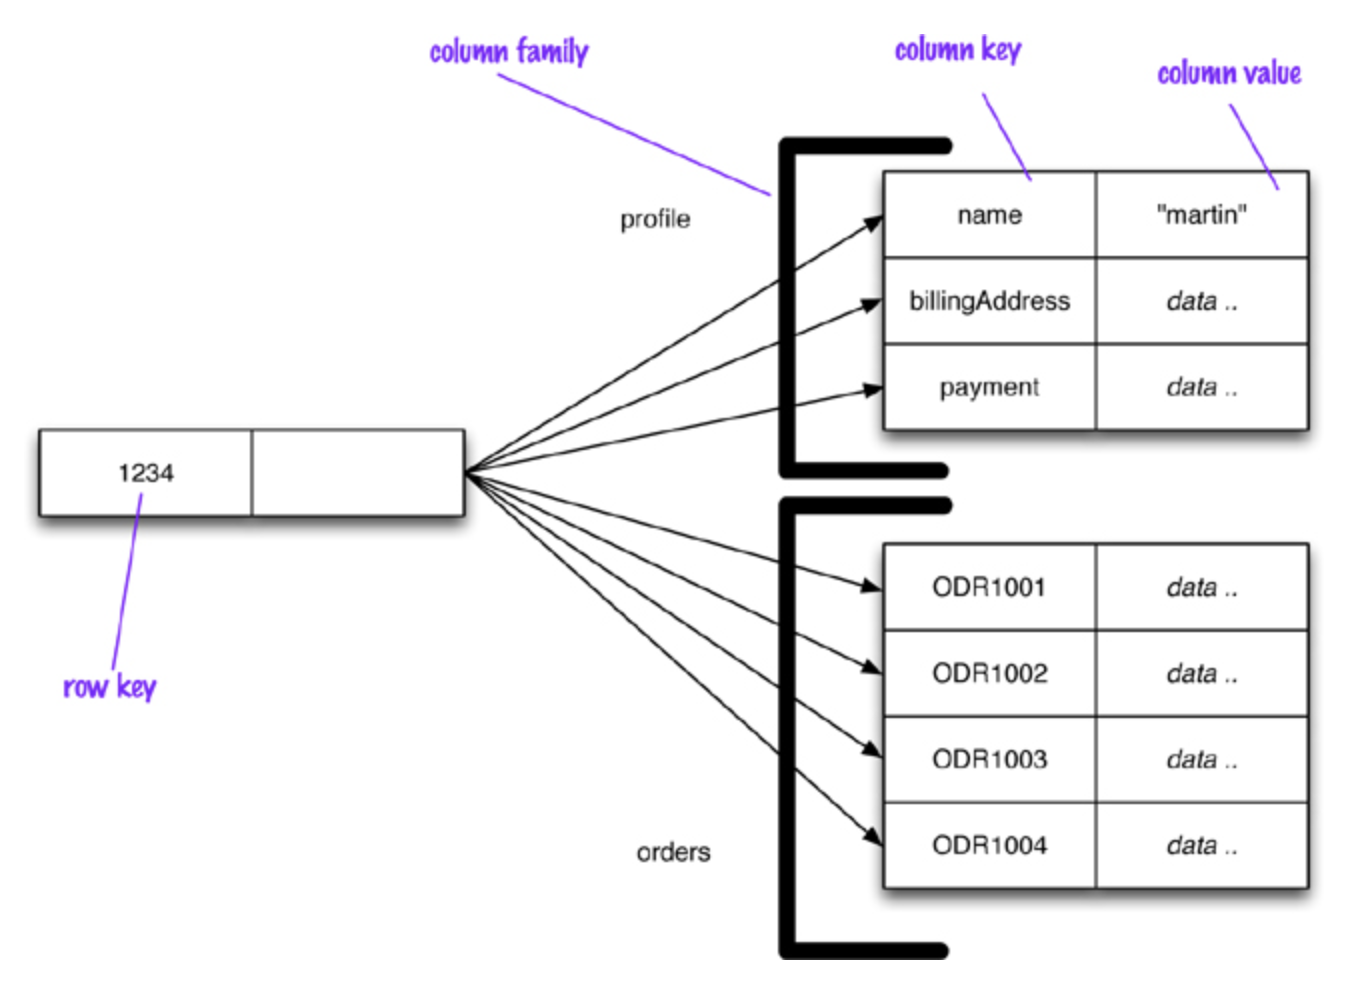 column family
column key
column value
profile
name
"martin"
billingAddress
data ..
payment
data ..
1234
row key
ODR1001
data ..
ODR1002
data ..
ODR1003
data ..
orders
ODR1004
data ..